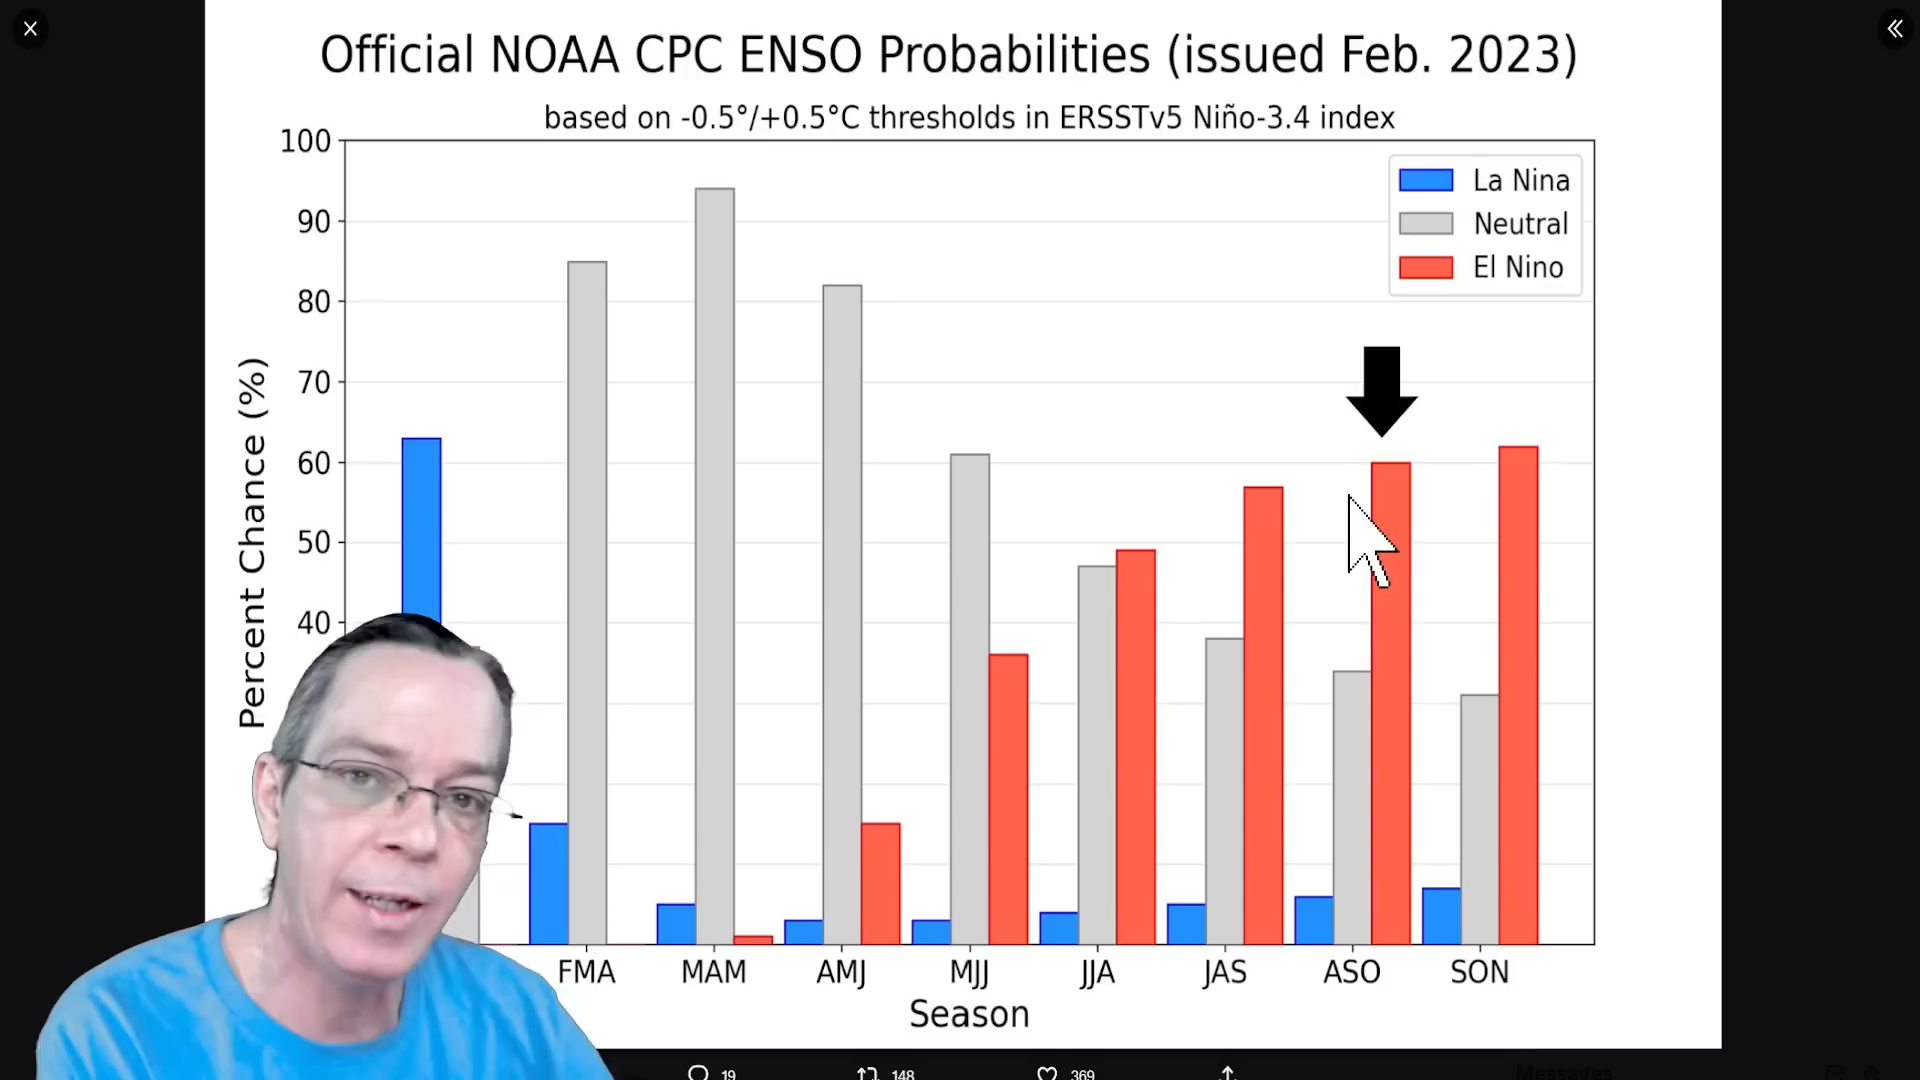 Official NOAA CPC ENSO Probabilities (issued Feb. 2023)
based on -0.5°/+0.5°C thresholds in ERSSTv5 Niño-3.4 index
100
90
80
70
60
50
40
Percent Chance (%)
La Nina
Neutral
El Nino
FMA MAM AMJ MJJ JJA JAS ASO SON
Season
19 148 369
Messages